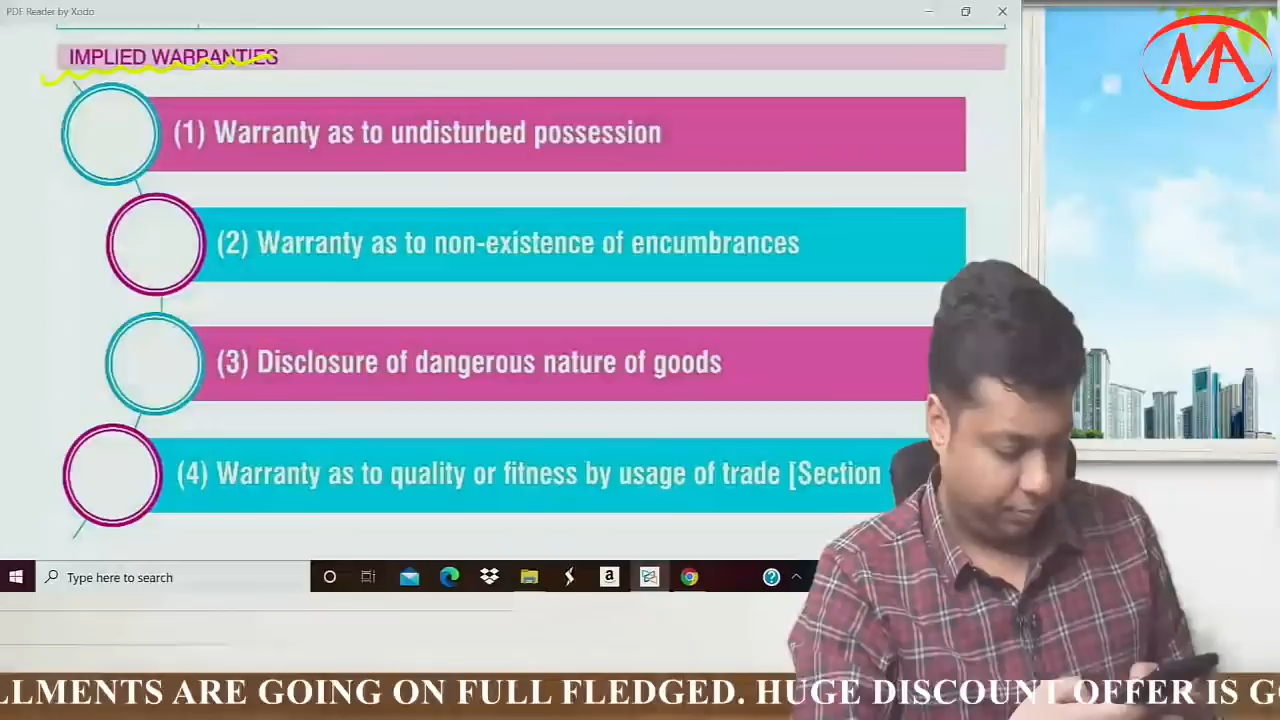 PDF Reader by Xodo
MA
IMPLIED WARRANTIES
(1) Warranty as to undisturbed possession
(2) Warranty as to non-existence of encumbrances
(3) Disclosure of dangerous nature of goods
(4) Warranty as to quality or fitness by usage of trade [Section
Type here to search
LLMENTS ARE GOING ON FULL FLEDGED. HUGE DISCOUNT OFFER IS G